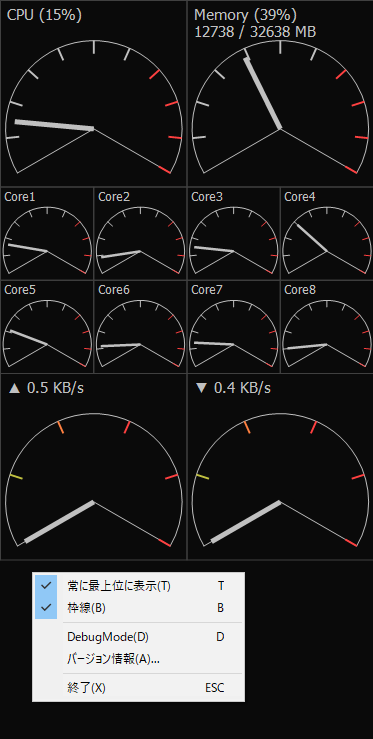 CPU (15%)
Memory (39%)
12738 / 32638 MB
Core1
Core2
Core3
Core4
Core5
Core6
Core7
Core8
▲ 0.5 KB/s
▼ 0.4 KB/s
常に最上位に表示(T) T
枠線(B) B
DebugMode(D) D
バージョン情報(A)...
終了(X) ESC